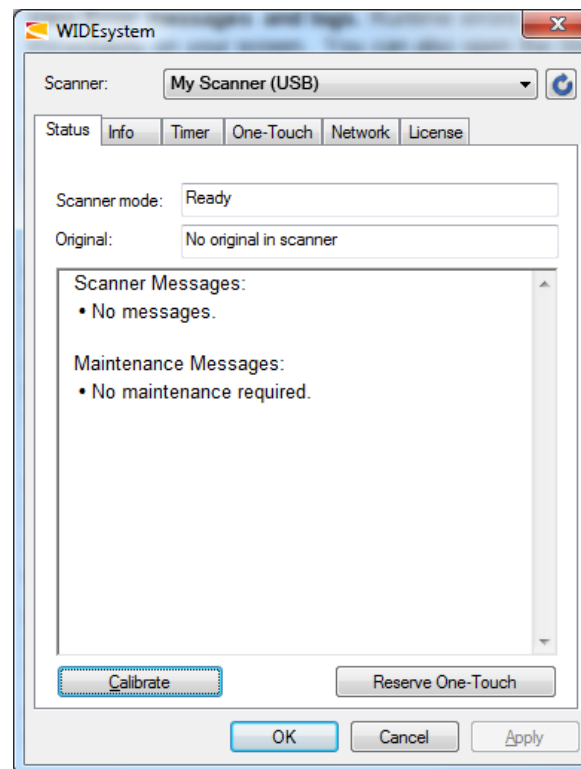 WIDEsystem
Scanner: My Scanner (USB)
Status Info Timer One-Touch Network License
Scanner mode: Ready
Original: No original in scanner
Scanner Messages:
• No messages.
Maintenance Messages:
• No maintenance required.
Calibrate Reserve One-Touch
OK Cancel Apply